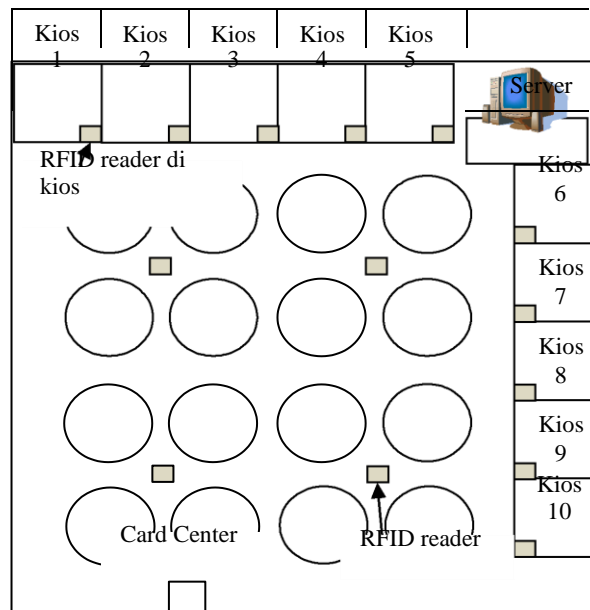 Kios
1
Kios
2
Kios
3
Kios
4
Kios
5
Server
RFID reader di
kios
Kios
6
Kios
7
Kios
8
Kios
9
Kios
10
Card Center
RFID reader